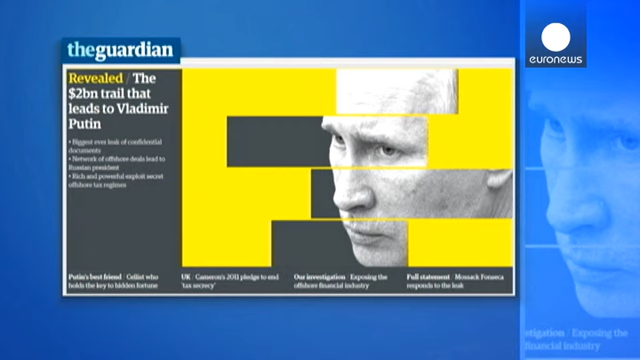 theguardian
euronews
Revealed / The
$2bn trail that
leads to Vladimir
Putin
• Biggest ever leak of confidential
documents
• Network of offshore deals lead to
Russian president
• Rich and powerful exploit secret
offshore tax regimes
Putin's best friend / Cellist who
holds the key to hidden fortune
UK / Cameron's 2011 pledge to end
'tax secrecy'
Our investigation / Exposing the
offshore financial industry
Full statement / Mossack Fonseca
responds to the leak
stigation / Exposing the
financial industry